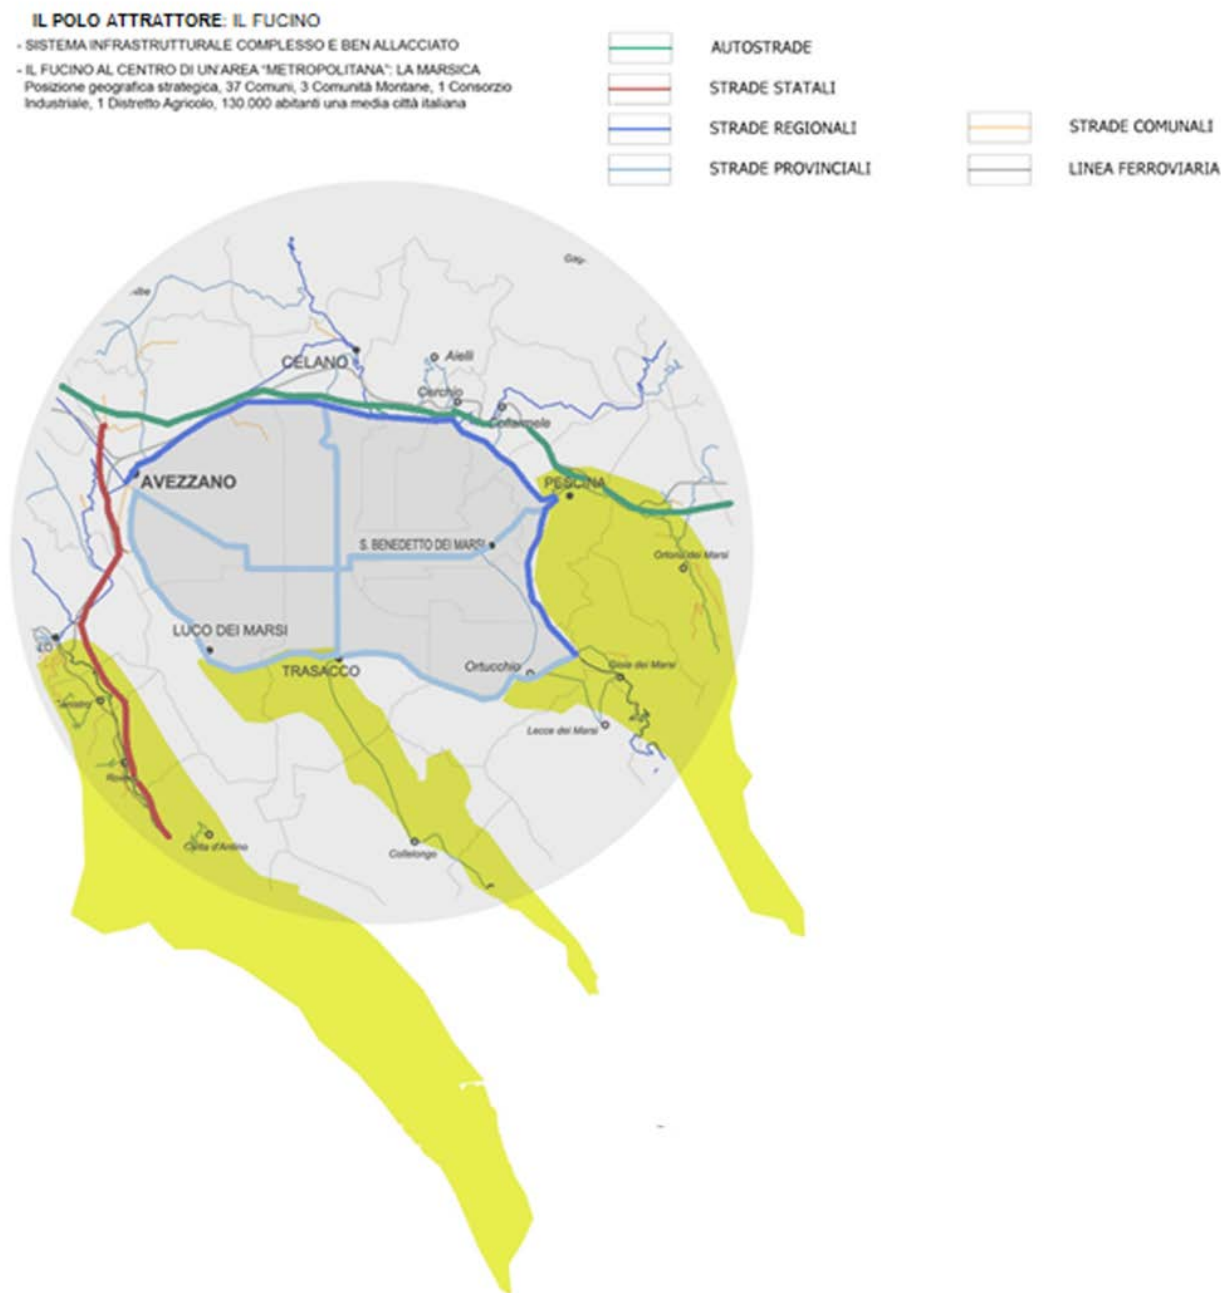 IL POLO ATTRATTORE: IL FUCINO
- SISTEMA INFRASTRUTTURALE COMPLESSO E BEN ALLACCIATO
- IL FUCINO AL CENTRO DI UN'AREA "METROPOLITANA": LA MARSICA
Posizione geografica strategica, 37 Comuni, 3 Comunità Montane, 1 Consorzio
Industriale, 1 Distretto Agricolo, 130.000 abitanti una media città italiana
AUTOSTRADE
STRADE STATALI
STRADE REGIONALI
STRADE PROVINCIALI
STRADE COMUNALI
LINEA FERROVIARIA
CELANO
Aielli
Cerchio
Collarmele
AVEZZANO
PESCINA
S. BENEDETTO DEI MARSI
Ortona dei Marsi
LUCO DEI MARSI
TRASACCO
Ortucchio
Gioia dei Marsi
Lecce dei Marsi
Collelongo